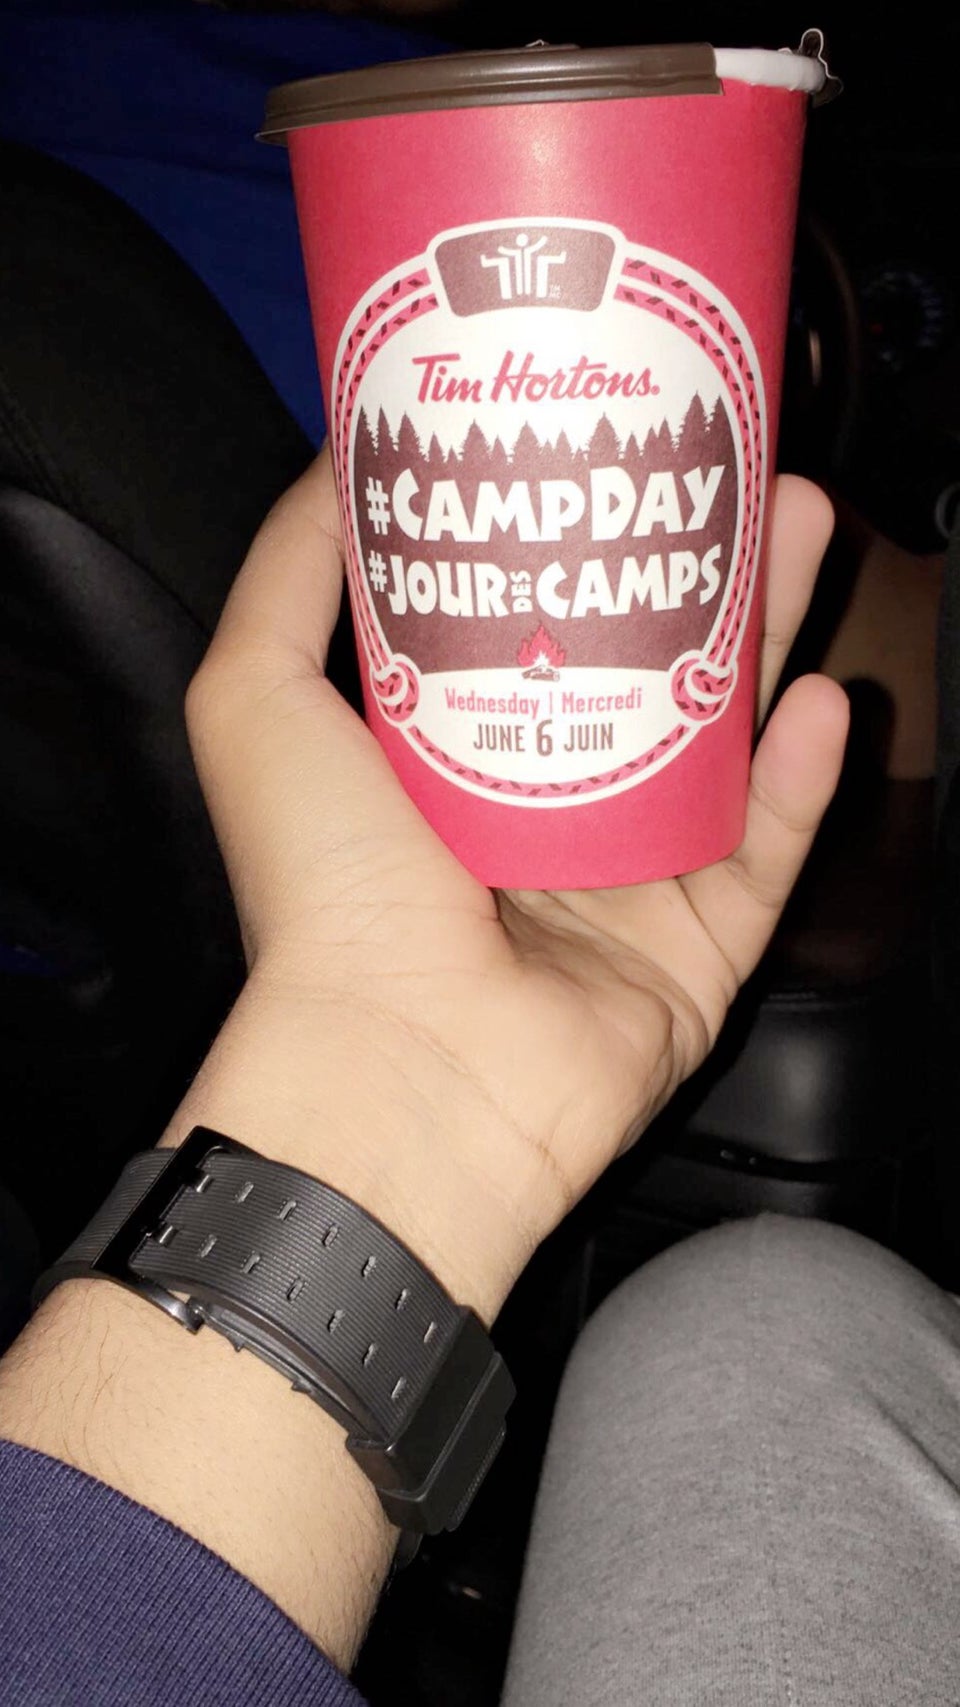 Tim Hortons.
#CAMPDAY
#JOUR DES CAMPS
Wednesday | Mercredi
JUNE 6 JUIN